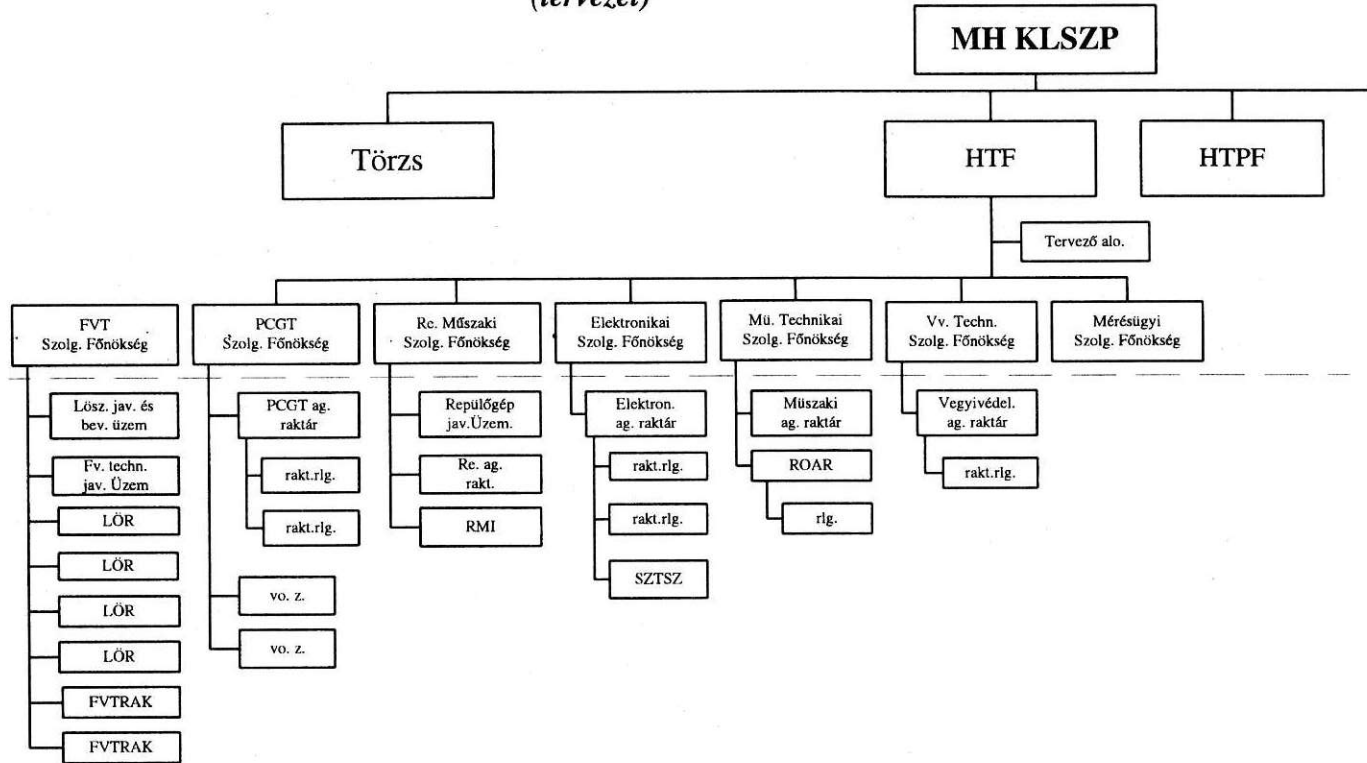 (tervezet)
MH KLSZP
Törzs
HTF
HTPF
Tervező alo.
FVT
Szolg. Főnökség
PCGT
Szolg. Főnökség
Re. Műszaki
Szolg. Főnökség
Elektronikai
Szolg. Főnökség
Mü. Technikai
Szolg. Főnökség
Vv. Techn.
Szolg. Főnökség
Mérésügyi
Szolg. Főnökség
Lösz. jav. és
bev. üzem
Fv. techn.
jav. Üzem
LÖR
LÖR
LÖR
LÖR
FVTRAK
FVTRAK
PCGT ag.
raktár
rakt.rlg.
rakt.rlg.
vo. z.
vo. z.
Repülőgép
jav.Üzem.
Re. ag.
rakt.
RMI
Elektron.
ag. raktár
rakt.rlg.
rakt.rlg.
SZTSZ
Müszaki
ag. raktár
ROAR
rlg.
Vegyivédel.
ag. raktár
rakt.rlg.